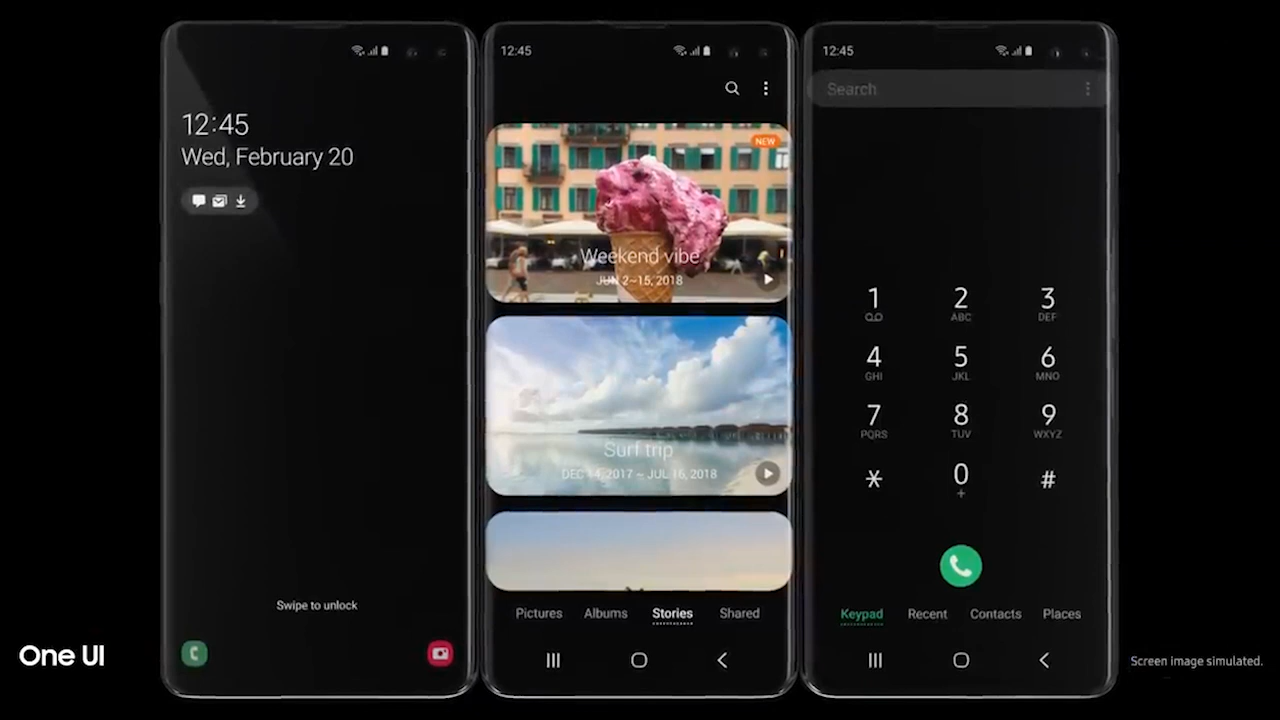 12:45
Wed, February 20
Swipe to unlock
12:45
NEW
Weekend vibe
JUN 2~15, 2018
Surf trip
DEC 14, 2017 ~ JUL 16, 2018
Pictures Albums Stories Shared
12:45
Search
1 2 3
ABC DEF
4 5 6
GHI JKL MNO
7 8 9
PQRS TUV WXYZ
* 0 #
+
Keypad Recent Contacts Places
One UI
Screen image simulated.